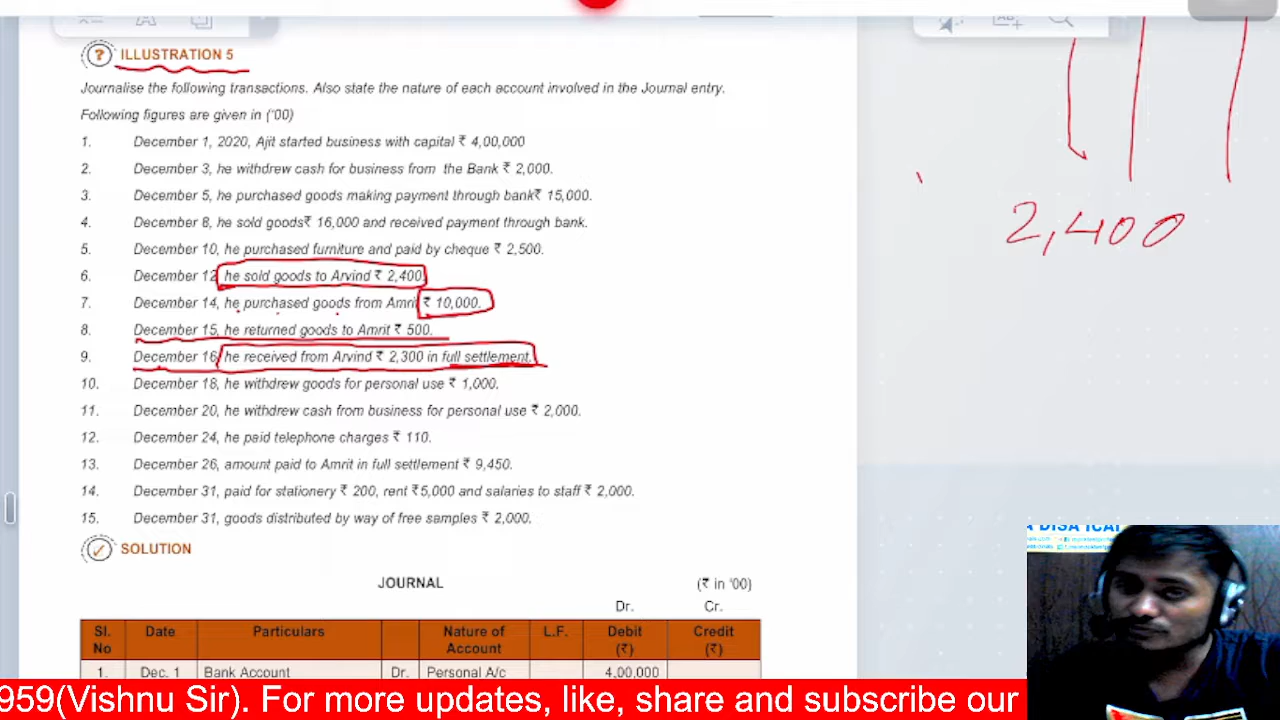 ILLUSTRATION 5
Journalise the following transactions. Also state the nature of each account involved in the Journal entry.
Following figures are given in (’00)
1. December 1, 2020, Ajit started business with capital ₹ 4,00,000
2. December 3, he withdrew cash for business from the Bank ₹ 2,000.
3. December 5, he purchased goods making payment through bank₹ 15,000.
4. December 8, he sold goods₹ 16,000 and received payment through bank.
5. December 10, he purchased furniture and paid by cheque ₹ 2,500.
6. December 12, he sold goods to Arvind ₹ 2,400.
7. December 14, he purchased goods from Amrit ₹ 10,000.
8. December 15, he returned goods to Amrit ₹ 500.
9. December 16, he received from Arvind ₹ 2,300 in full settlement.
10. December 18, he withdrew goods for personal use ₹ 1,000.
11. December 20, he withdrew cash from business for personal use ₹ 2,000.
12. December 24, he paid telephone charges ₹ 110.
13. December 26, amount paid to Amrit in full settlement ₹ 9,450.
14. December 31, paid for stationery ₹ 200, rent ₹5,000 and salaries to staff ₹ 2,000.
15. December 31, goods distributed by way of free samples ₹ 2,000.
SOLUTION
JOURNAL (₹ in ’00)
Dr. Cr.
Sl. No Date Particulars Nature of Account L.F. Debit (₹) Credit (₹)
1. Dec. 1 Bank Account Dr. Personal A/c 4,00,000
2,400
A DISA ICAI
959(Vishnu Sir). For more updates, like, share and subscribe our